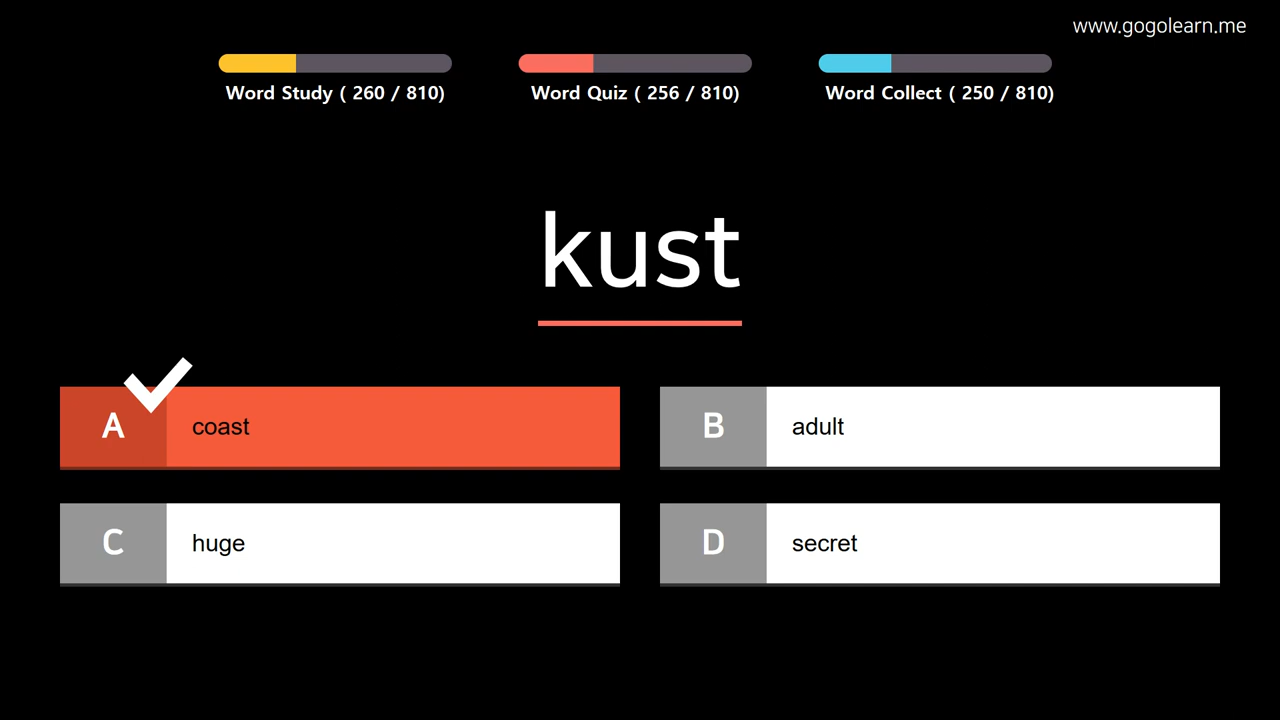 www.gogolearn.me
Word Study ( 260 / 810)
Word Quiz ( 256 / 810)
Word Collect ( 250 / 810)
kust
A coast
B adult
C huge
D secret